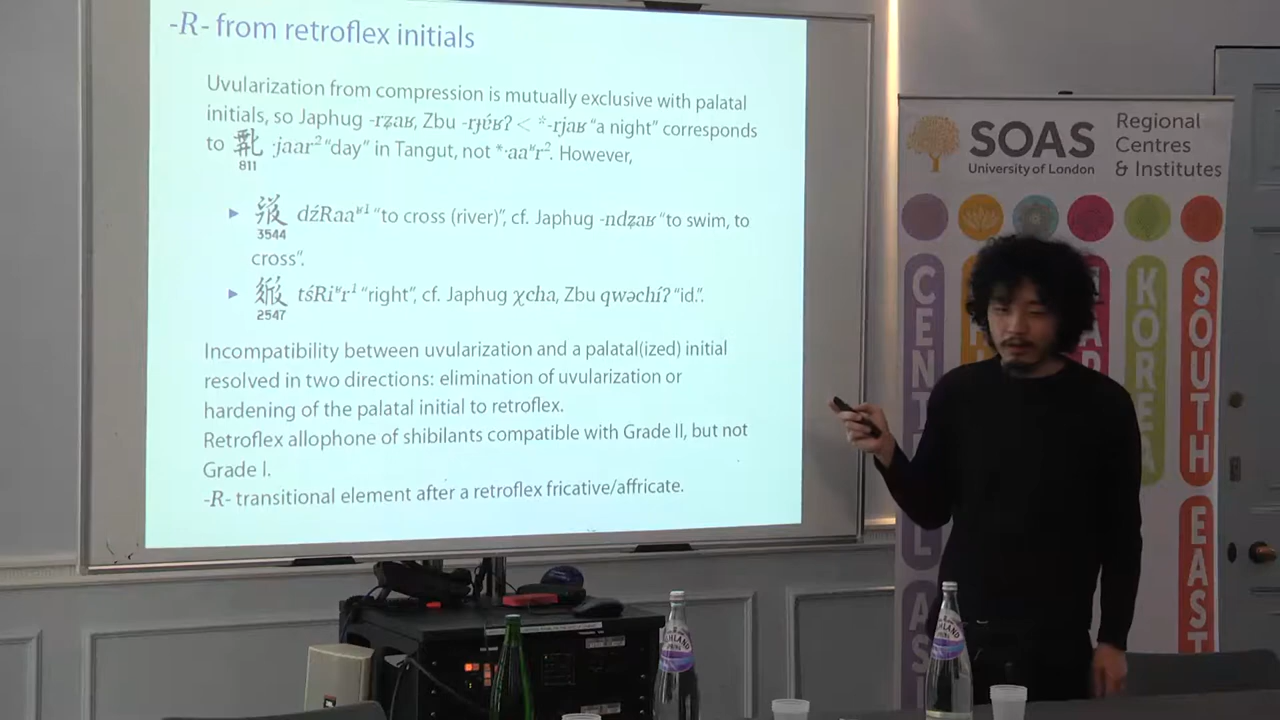 -R- from retroflex initials
Uvularization from compression is mutually exclusive with palatal
initials, so Japhug -rʑaʁ, Zbu -rɟɐ́ʁʔ < *-rjaʁ “a night” corresponds
to ·jaar² “day” in Tangut, not *·aaʶr². However,
811
▶ dźRaaʶ¹ “to cross (river)”, cf. Japhug -ndʐaʁ “to swim, to
3544
cross”.
▶ tśRiʶr¹ “right”, cf. Japhug χcha, Zbu qwəchíʔ “id.”.
2547
Incompatibility between uvularization and a palatal(ized) initial
resolved in two directions: elimination of uvularization or
hardening of the palatal initial to retroflex.
Retroflex allophone of shibilants compatible with Grade II, but not
Grade I.
-R- transitional element after a retroflex fricative/affricate.
SOAS
University of London
Regional
Centres
& Institutes
KOREA
SOUTH EAST